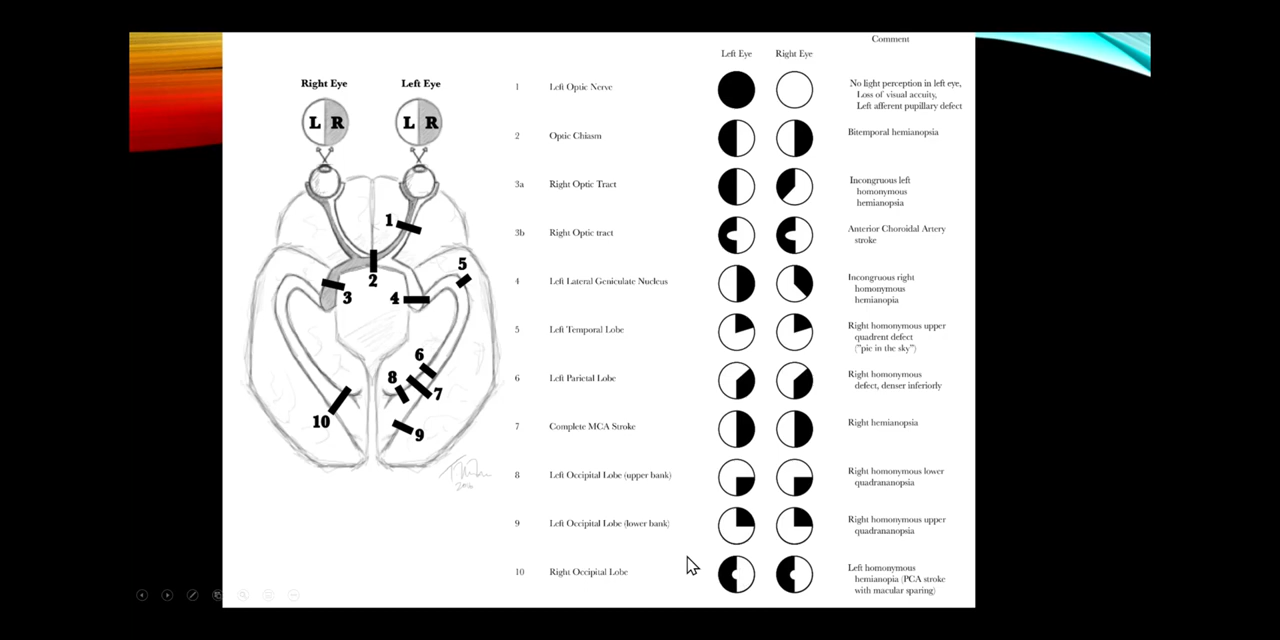 Comment
Left Eye Right Eye
Right Eye Left Eye
L R L R
1
2
3
4
5
6
7
8
9
10
2016
1 Left Optic Nerve No light perception in left eye,
Loss of visual accuity,
Left afferent pupillary defect
2 Optic Chiasm Bitemporal hemianopsia
3a Right Optic Tract Incongruous left
homonymous
hemianopsia
3b Right Optic tract Anterior Choroidal Artery
stroke
4 Left Lateral Geniculate Nucleus Incongruous right
homonymous
hemianopia
5 Left Temporal Lobe Right homonymous upper
quadrent defect
("pie in the sky")
6 Left Parietal Lobe Right homonymous
defect, denser inferiorly
7 Complete MCA Stroke Right hemianopsia
8 Left Occipital Lobe (upper bank) Right homonymous lower
quadrananopsia
9 Left Occipital Lobe (lower bank) Right homonymous upper
quadrananopsia
10 Right Occipital Lobe Left homonymous
hemianopia (PCA stroke
with macular sparing)